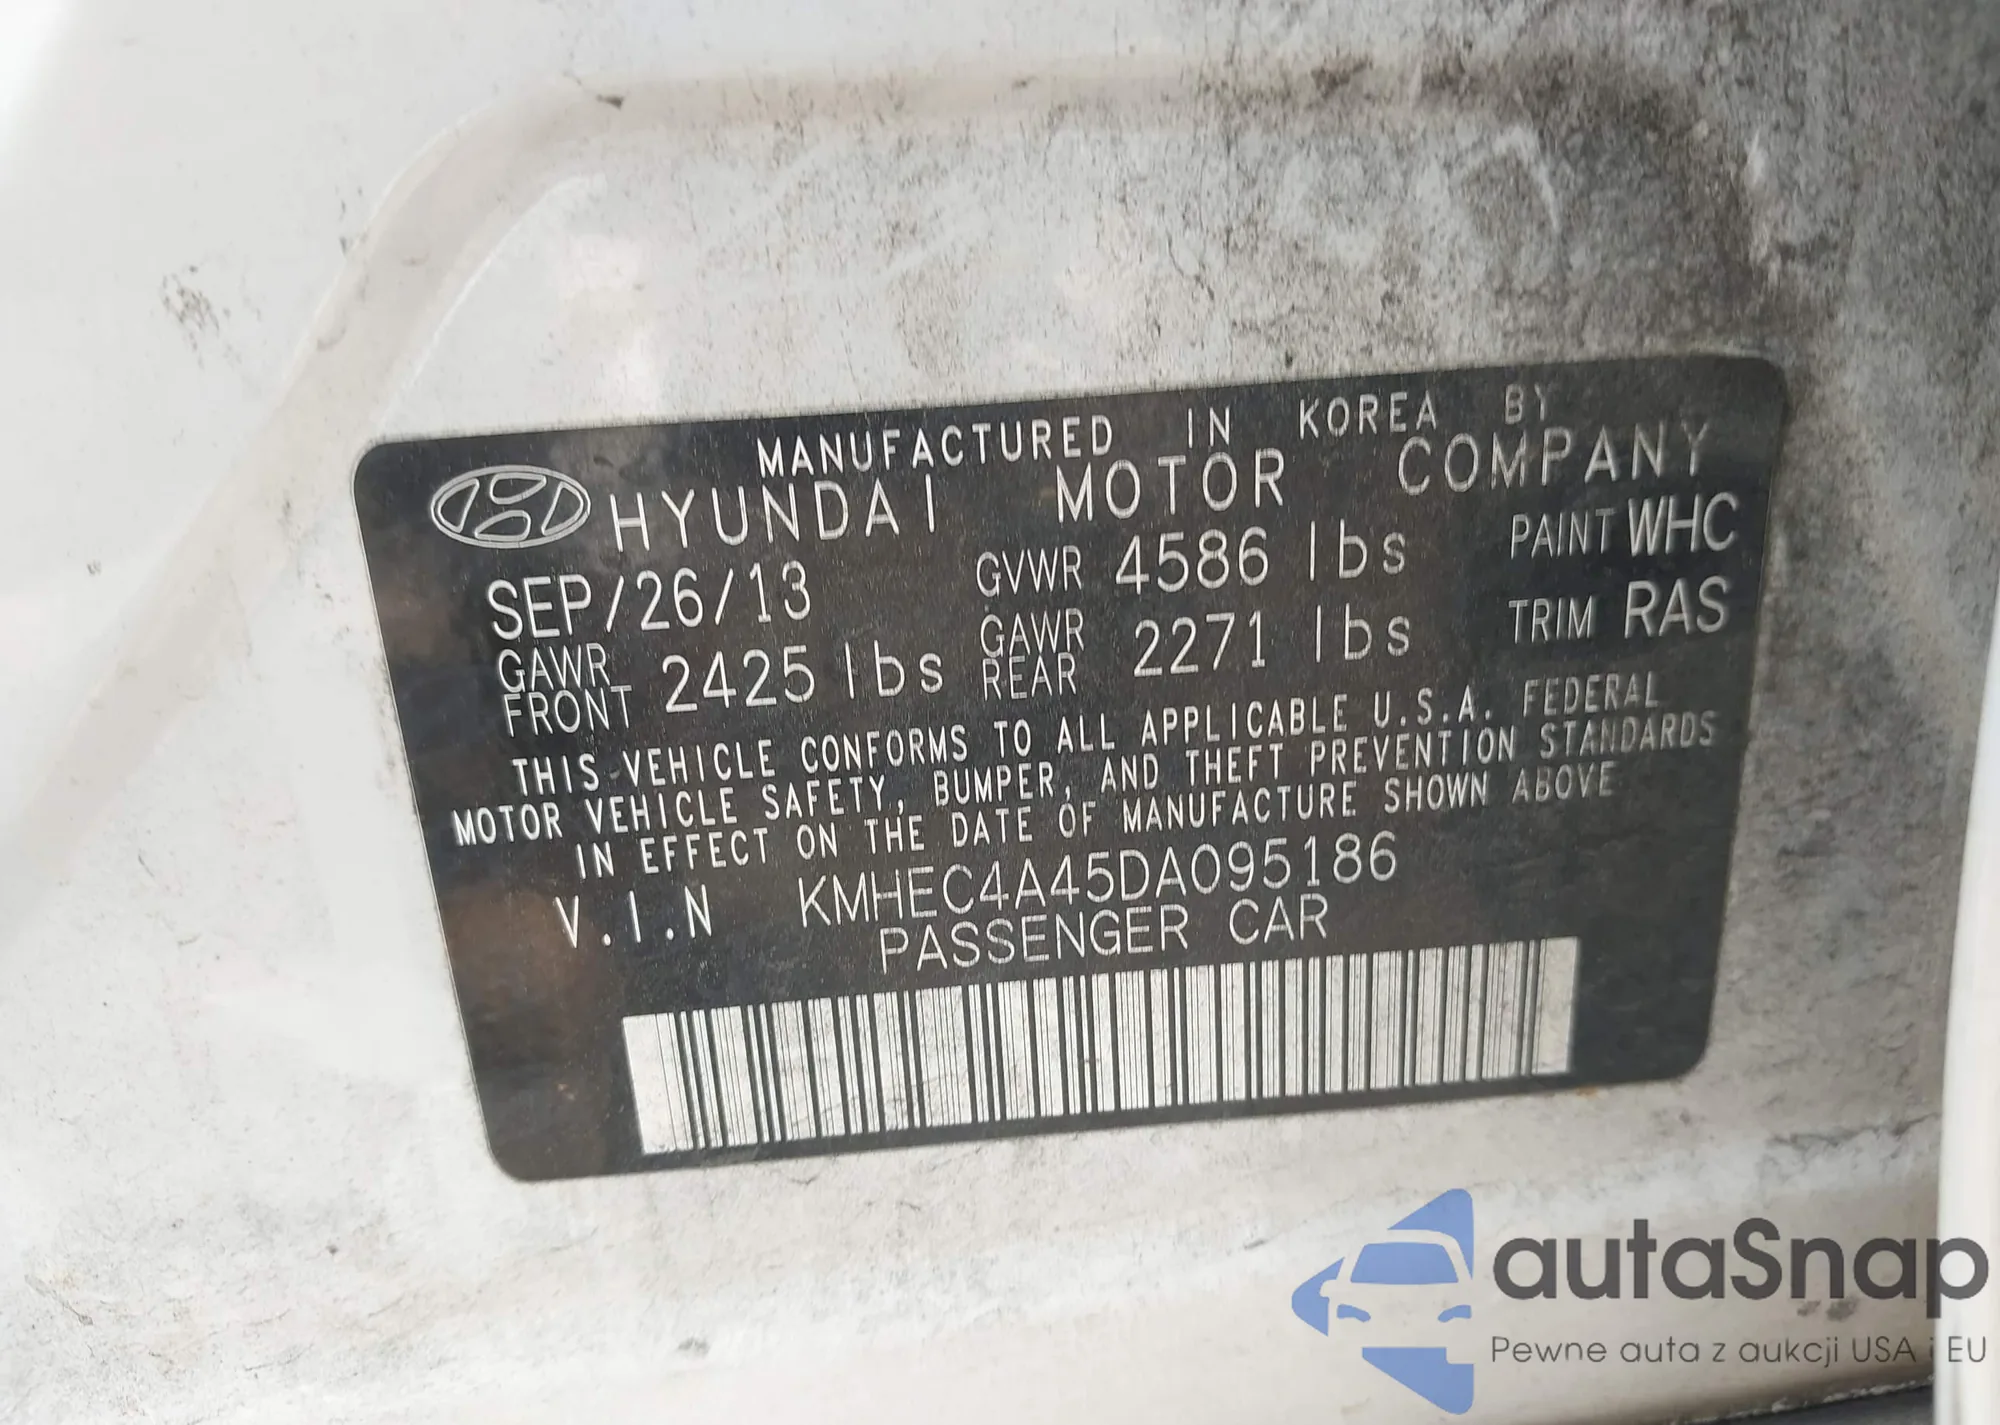 MANUFACTURED IN KOREA BY
HYUNDAI MOTOR COMPANY
SEP/26/13 GVWR 4586 lbs PAINT WHC
GAWR FRONT 2425 lbs GAWR REAR 2271 lbs TRIM RAS
THIS VEHICLE CONFORMS TO ALL APPLICABLE U.S.A. FEDERAL
MOTOR VEHICLE SAFETY, BUMPER, AND THEFT PREVENTION STANDARDS
IN EFFECT ON THE DATE OF MANUFACTURE SHOWN ABOVE
V.I.N KMHEC4A45DA095186
PASSENGER CAR
autaSnap
Pewne auta z aukcji USA i EU